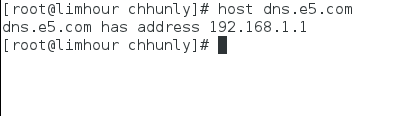 [root@limhour chhunly]# host dns.e5.com
dns.e5.com has address 192.168.1.1
[root@limhour chhunly]#